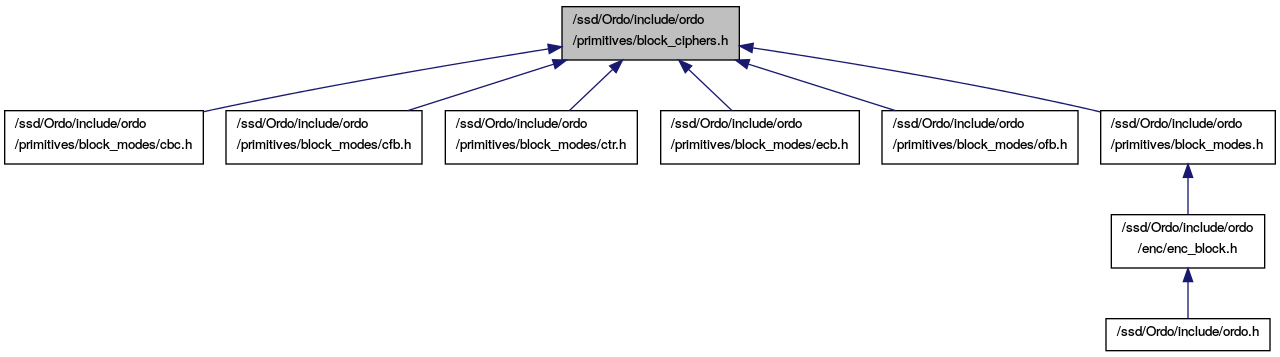 /ssd/Ordo/include/ordo
/primitives/block_ciphers.h
/ssd/Ordo/include/ordo
/primitives/block_modes/cbc.h
/ssd/Ordo/include/ordo
/primitives/block_modes/cfb.h
/ssd/Ordo/include/ordo
/primitives/block_modes/ctr.h
/ssd/Ordo/include/ordo
/primitives/block_modes/ecb.h
/ssd/Ordo/include/ordo
/primitives/block_modes/ofb.h
/ssd/Ordo/include/ordo
/primitives/block_modes.h
/ssd/Ordo/include/ordo
/enc/enc_block.h
/ssd/Ordo/include/ordo.h